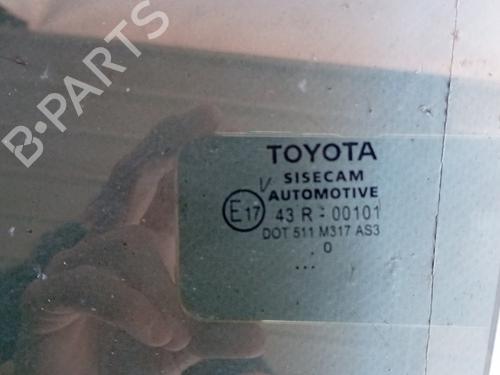 B-PARTS
TOYOTA
SISECAM
V AUTOMOTIVE
E17 43 R - 00101
DOT 511 M317 AS3
0
...